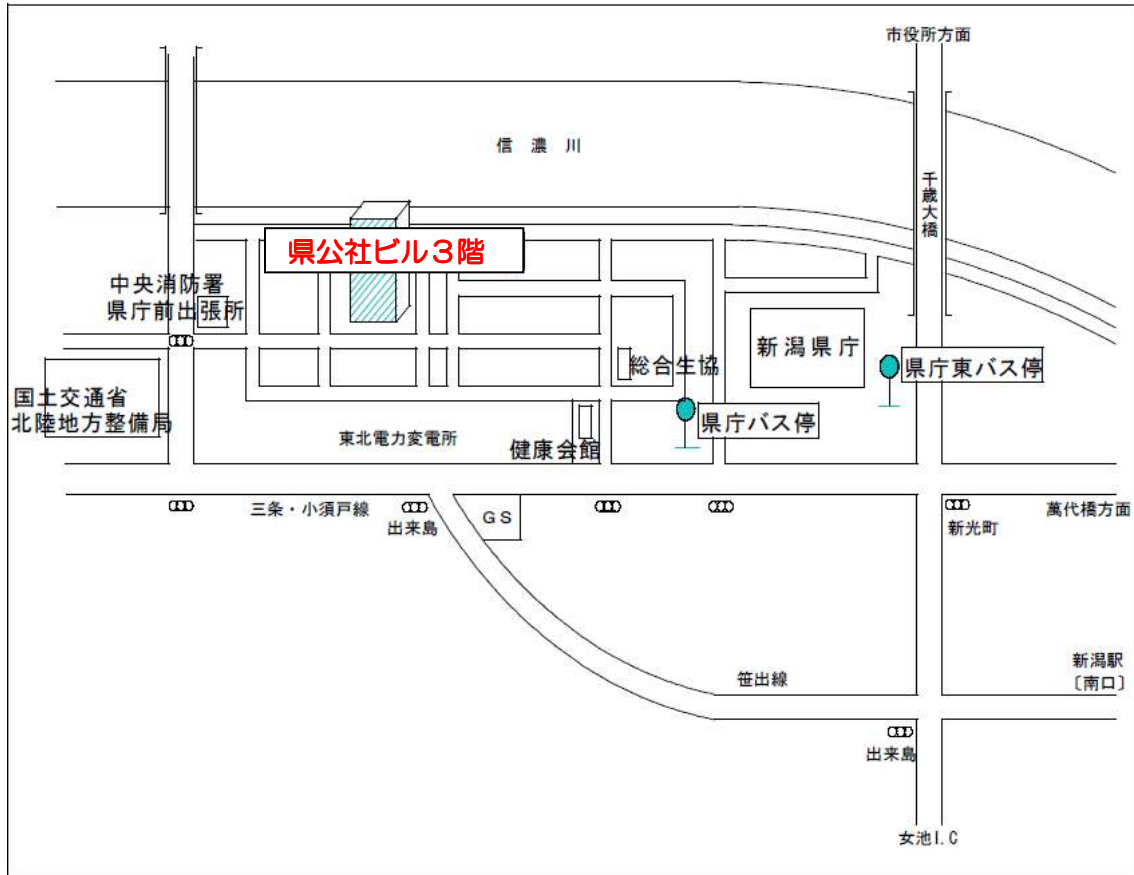 市役所方面
信濃川
千歳大橋
県公社ビル3階
中央消防署
県庁前出張所
新潟県庁
総合生協
県庁東バス停
国土交通省
北陸地方整備局
県庁バス停
東北電力変電所
健康会館
三条・小須戸線
出来島
GS
新光町
萬代橋方面
笹出線
新潟駅
〔南口〕
出来島
女池I.C